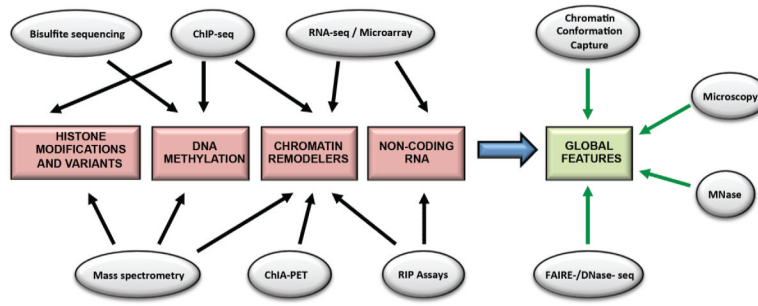 Bisulfite sequencing
ChIP-seq
RNA-seq / Microarray
Chromatin
Conformation
Capture
Microscopy
HISTONE
MODIFICATIONS
AND VARIANTS
DNA
METHYLATION
CHROMATIN
REMODELERS
NON-CODING
RNA
GLOBAL
FEATURES
MNase
Mass spectrometry
ChIA-PET
RIP Assays
FAIRE-/DNase- seq